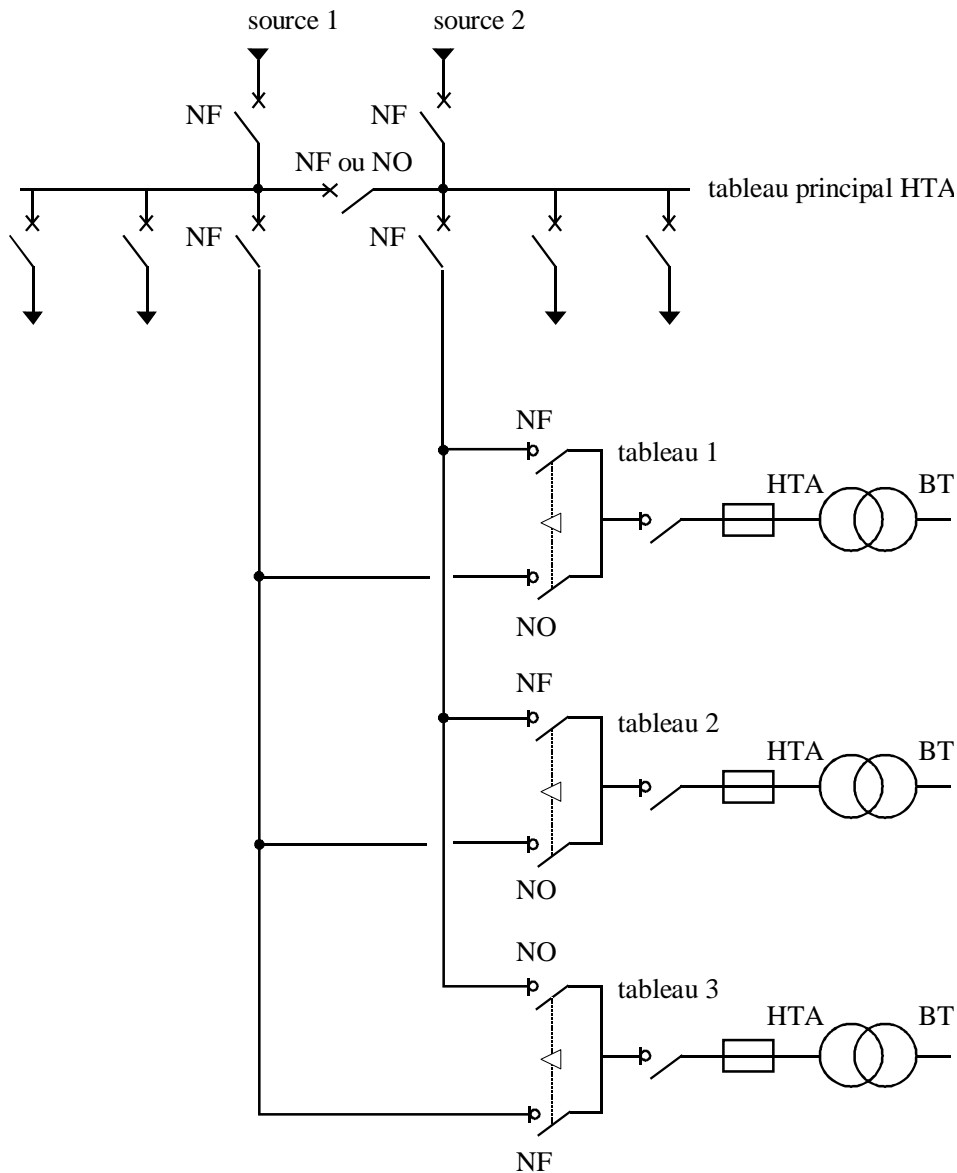 source 1
source 2
NF
NF
NF ou NO
tableau principal HTA
NF
NF
NF
tableau 1
HTA
BT
NO
NF
tableau 2
HTA
BT
NO
NO
tableau 3
HTA
BT
NF